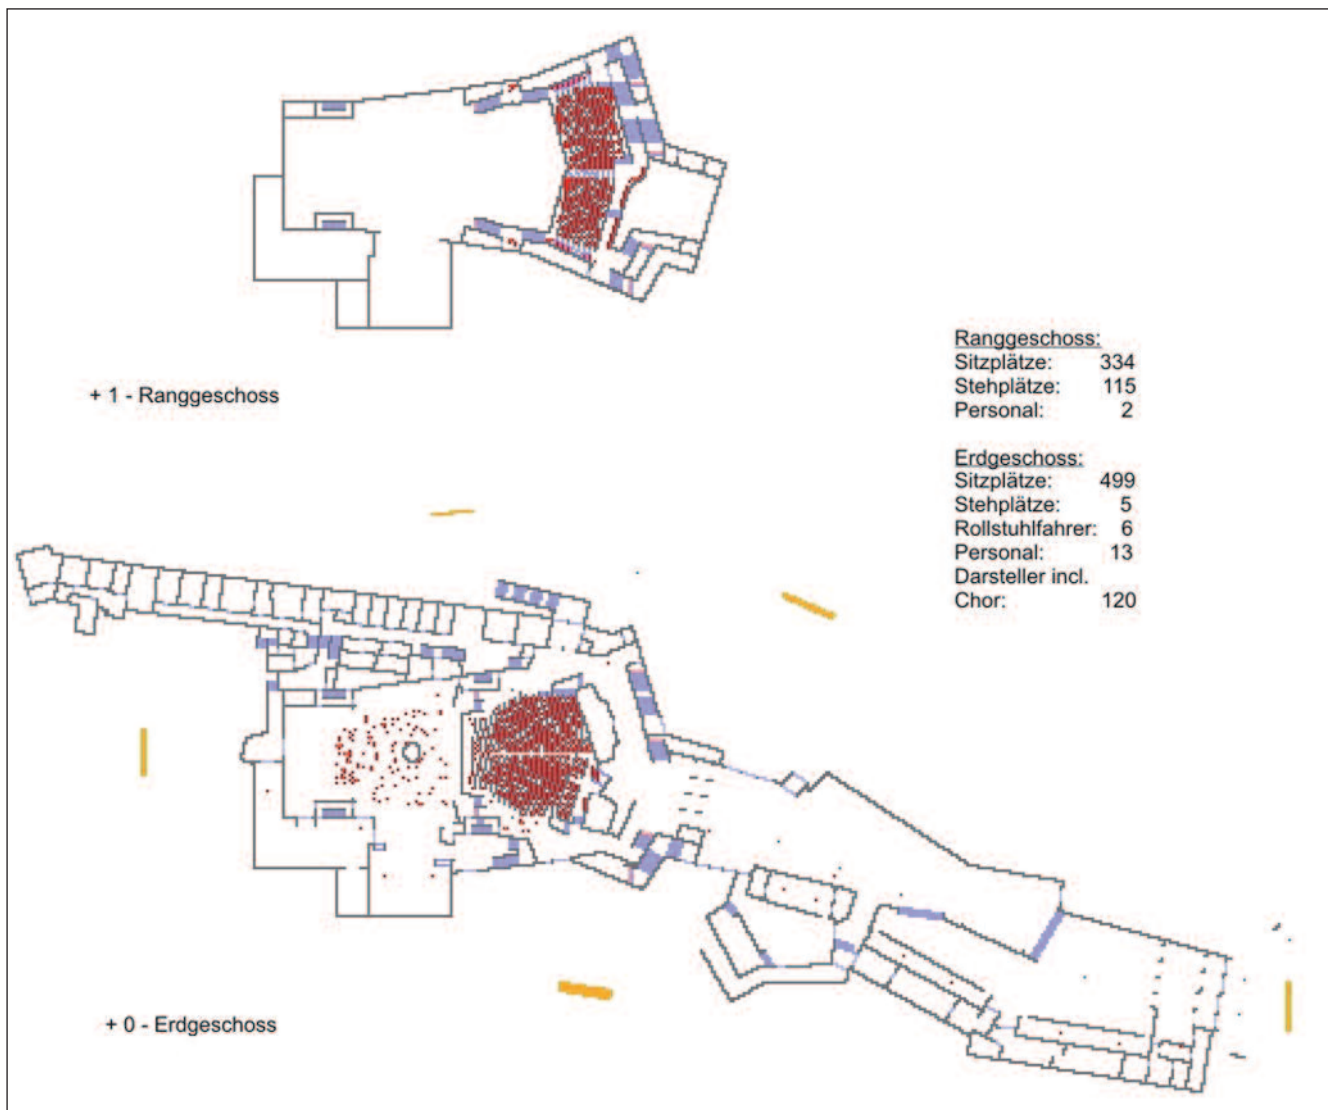 + 1 - Ranggeschoss
Ranggeschoss:
Sitzplätze: 334
Stehplätze: 115
Personal: 2
Erdgeschoss:
Sitzplätze: 499
Stehplätze: 5
Rollstuhlfahrer: 6
Personal: 13
Darsteller incl.
Chor: 120
+ 0 - Erdgeschoss